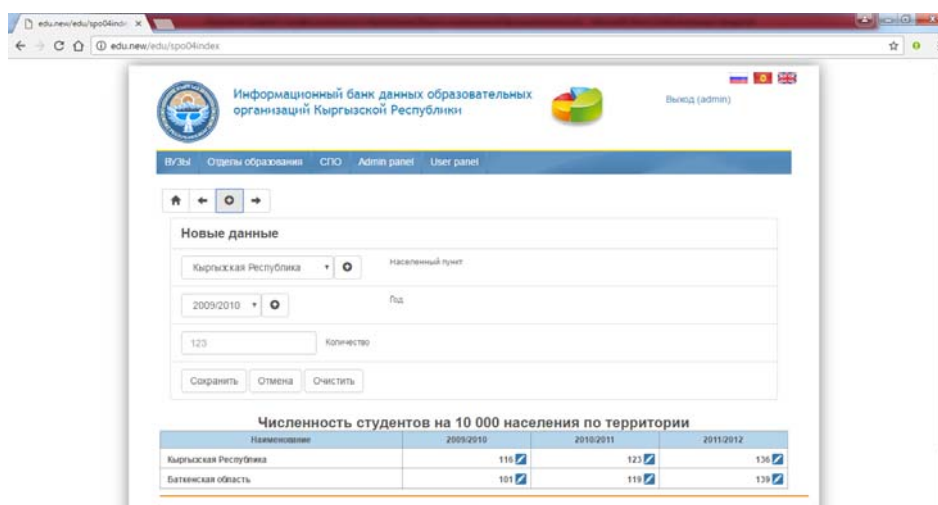 edu.new/edu/spo04inde
edu.new/edu/spo04index
Информационный банк данных образовательных
организаций Кыргызской Республики
Выход (admin)
ВУЗЫ Отделы образования СПО Admin panel User panel
Новые данные
Кыргызская Республика Населенный пункт
2009/2010 Год
123 Количество
Сохранить Отмена Очистить
Численность студентов на 10 000 населения по территории
Наименование 2009/2010 2010/2011 2011/2012
Кыргызская Республика 116 123 136
Баткенская область 101 119 139